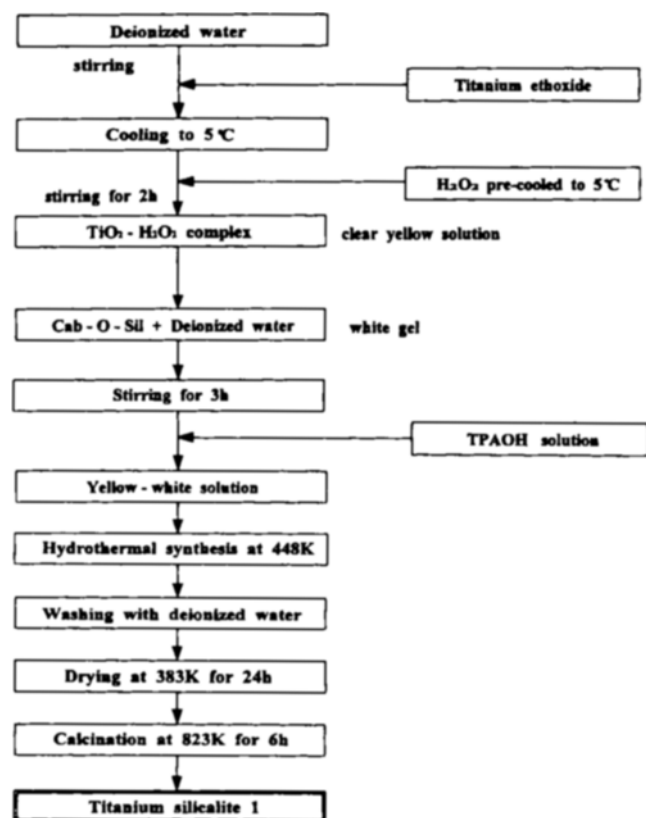 Deionized water
stirring
Titanium ethoxide
Cooling to 5℃
H₂O₂ pre-cooled to 5℃
stirring for 2h
TiO₂ - H₂O₂ complex
clear yellow solution
Cab - O - Sil + Deionized water
white gel
Stirring for 3h
TPAOH solution
Yellow - white solution
Hydrothermal synthesis at 448K
Washing with deionized water
Drying at 383K for 24h
Calcination at 823K for 6h
Titanium silicalite 1